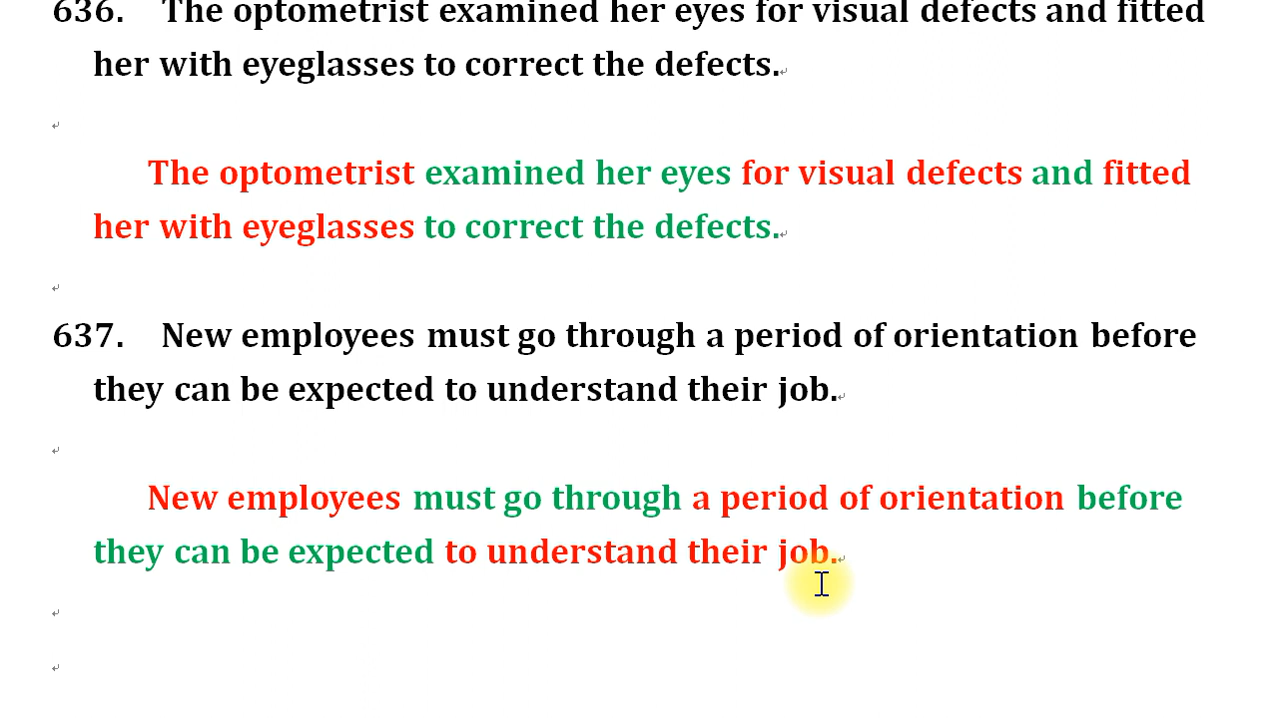 636. The optometrist examined her eyes for visual defects and fitted
her with eyeglasses to correct the defects.
The optometrist examined her eyes for visual defects and fitted
her with eyeglasses to correct the defects.
637. New employees must go through a period of orientation before
they can be expected to understand their job.
New employees must go through a period of orientation before
they can be expected to understand their job.